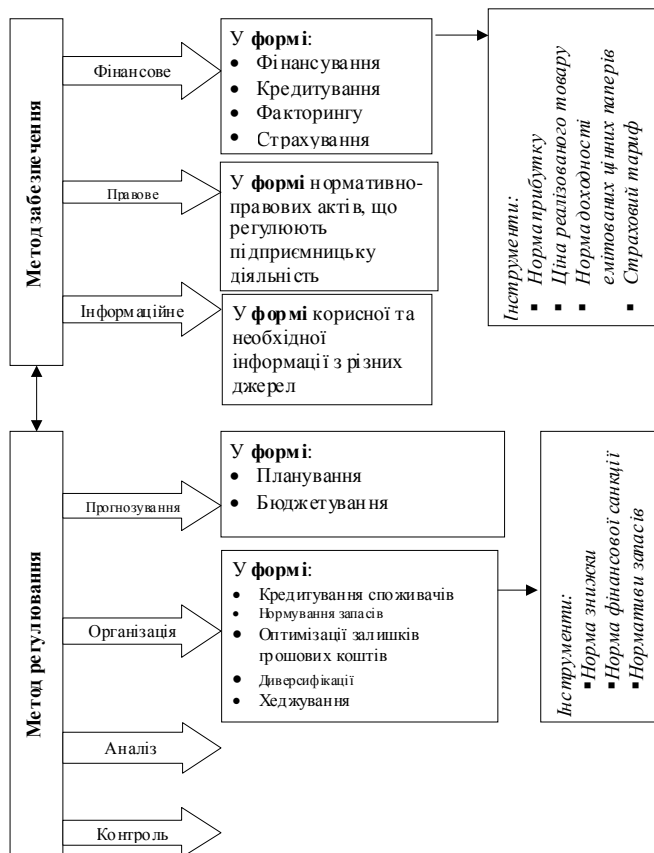 Метод забезпечення
Фінансове
У формі:
• Фінансування
• Кредитування
• Факторингу
• Страхування
Інструменти:
▪ Норма прибутку
▪ Ціна реалізованого товару
▪ Норма доходності
емітованих цінних паперів
▪ Страховий тариф
Правове
У формі нормативно-
правових актів, що
регулюють
підприємницьку
діяльність
Інформаційне
У формі корисної та
необхідної
інформації з різних
джерел
Метод регулювання
Прогнозування
У формі:
• Планування
• Бюджетування
Організація
У формі:
• Кредитування споживачів
• Нормування запасів
• Оптимізації залишків
грошових коштів
• Диверсифікації
• Хеджування
Інструменти:
▪ Норма знижки
▪ Норма фінансової санкції
▪ Нормативи запасів
Аналіз
Контроль